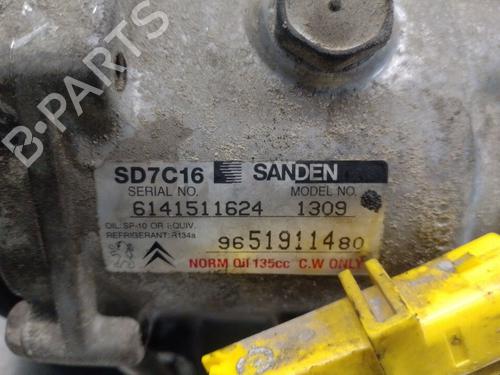 B-PARTS
SD7C16 SANDEN
SERIAL NO. MODEL NO.
6141511624 1309
OIL: SP-10 OR EQUIV.
REFRIGERANT: R134a
9651911480
NORM Oil 135cc C.W ONLY